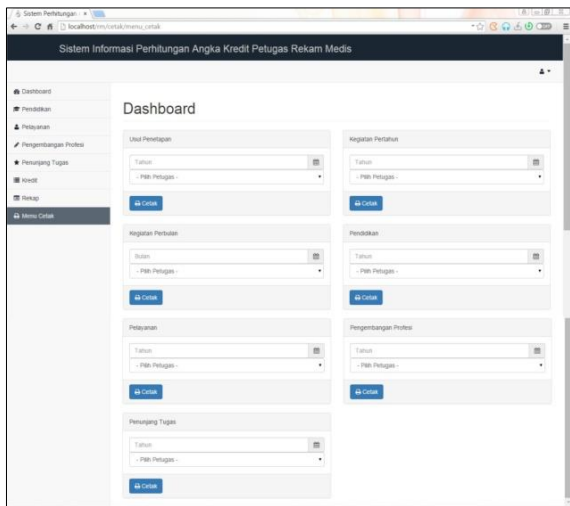 Sistem Perhitungan
localhost/rm/cetak/menu_cetak
Sistem Informasi Perhitungan Angka Kredit Petugas Rekam Medis
Dashboard
Pendidikan
Pelayanan
Pengembangan Profesi
Penunjang Tugas
Kredit
Rekap
Menu Cetak
Dashboard
Usul Penetapan
Tahun
- Pilih Petugas -
Cetak
Kegiatan Pertahun
Tahun
- Pilih Petugas -
Cetak
Kegiatan Perbulan
Bulan
- Pilih Petugas -
Cetak
Pendidikan
Tahun
- Pilih Petugas -
Cetak
Pelayanan
Tahun
- Pilih Petugas -
Cetak
Pengembangan Profesi
Tahun
- Pilih Petugas -
Cetak
Penunjang Tugas
Tahun
- Pilih Petugas -
Cetak